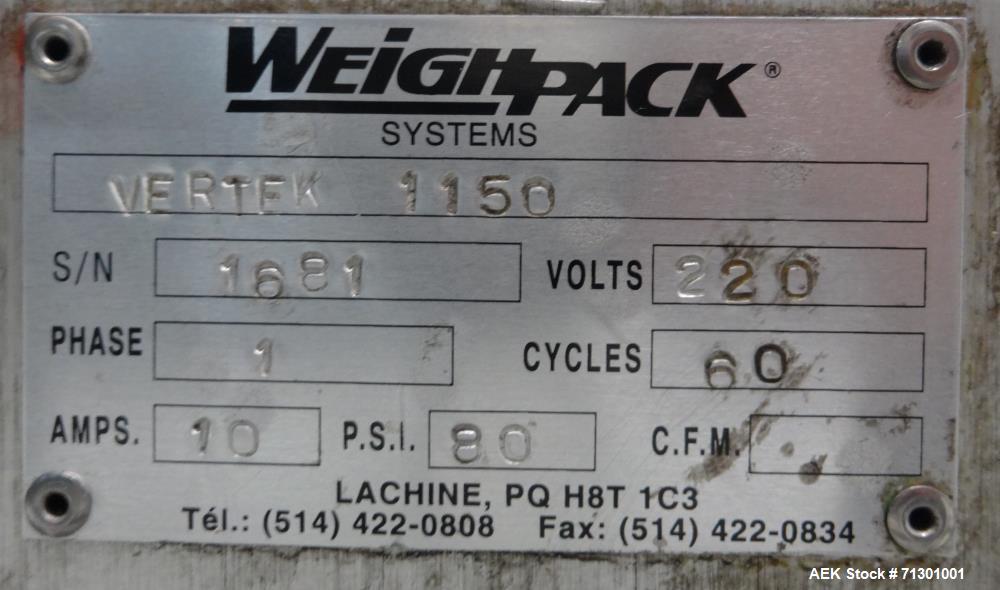 WEIGHPACK®
SYSTEMS
VERTEK 1150
S/N 1681 VOLTS 220
PHASE 1 CYCLES 60
AMPS. 10 P.S.I. 80 C.F.M.
LACHINE, PQ H8T 1C3
Tél.: (514) 422-0808 Fax: (514) 422-0834
AEK Stock # 71301001